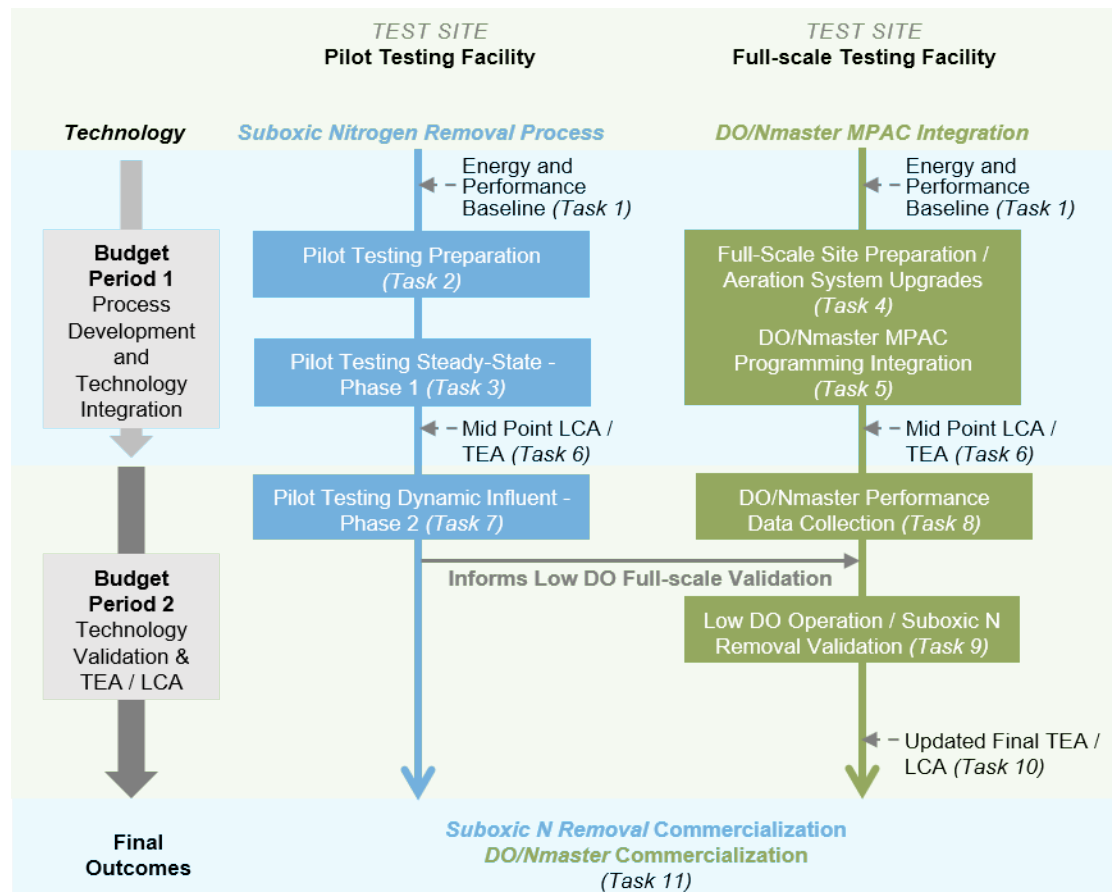 TEST SITE
Pilot Testing Facility
TEST SITE
Full-scale Testing Facility
Technology
Suboxic Nitrogen Removal Process
DO/Nmaster MPAC Integration
Energy and
Performance
Baseline (Task 1)
Energy and
Performance
Baseline (Task 1)
Budget
Period 1
Process
Development
and
Technology
Integration
Pilot Testing Preparation
(Task 2)
Full-Scale Site Preparation /
Aeration System Upgrades
(Task 4)
Pilot Testing Steady-State -
Phase 1 (Task 3)
DO/Nmaster MPAC
Programming Integration
(Task 5)
Mid Point LCA /
TEA (Task 6)
Mid Point LCA /
TEA (Task 6)
Pilot Testing Dynamic Influent -
Phase 2 (Task 7)
DO/Nmaster Performance
Data Collection (Task 8)
Budget
Period 2
Technology
Validation &
TEA / LCA
Informs Low DO Full-scale Validation
Low DO Operation / Suboxic N
Removal Validation (Task 9)
Updated Final TEA /
LCA (Task 10)
Final
Outcomes
Suboxic N Removal Commercialization
DO/Nmaster Commercialization
(Task 11)